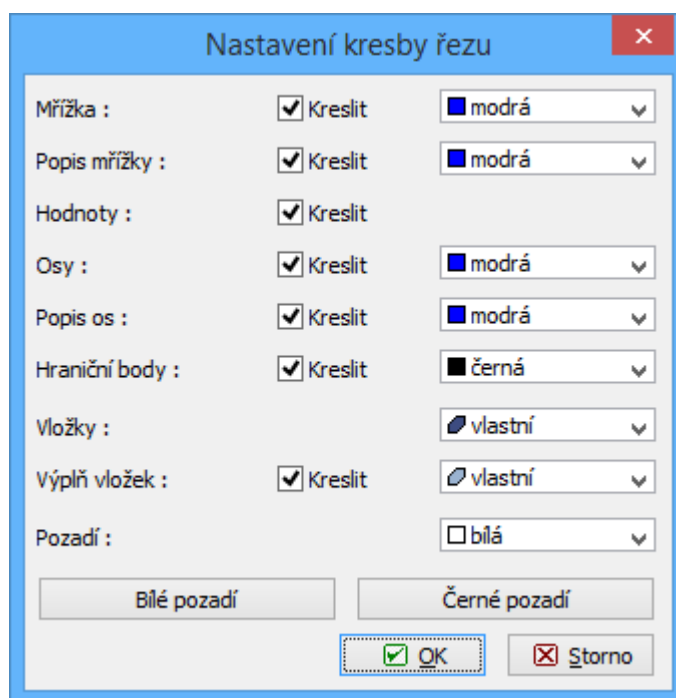 Nastavení kresby řezu
Mřížka : Kreslit modrá
Popis mřížky : Kreslit modrá
Hodnoty : Kreslit
Osy : Kreslit modrá
Popis os : Kreslit modrá
Hraniční body : Kreslit černá
Vložky : vlastní
Výplň vložek : Kreslit vlastní
Pozadí : bílá
Bílé pozadí Černé pozadí
OK Storno